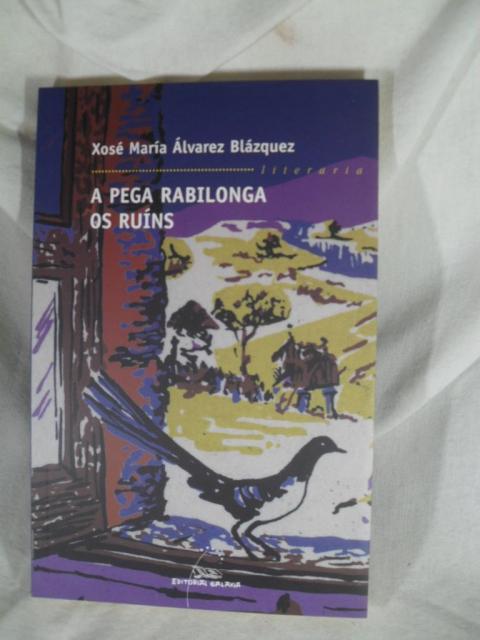 Xosé María Álvarez Blázquez
literaria
A PEGA RABILONGA
OS RUÍNS
EDITORIAL GALAXIA